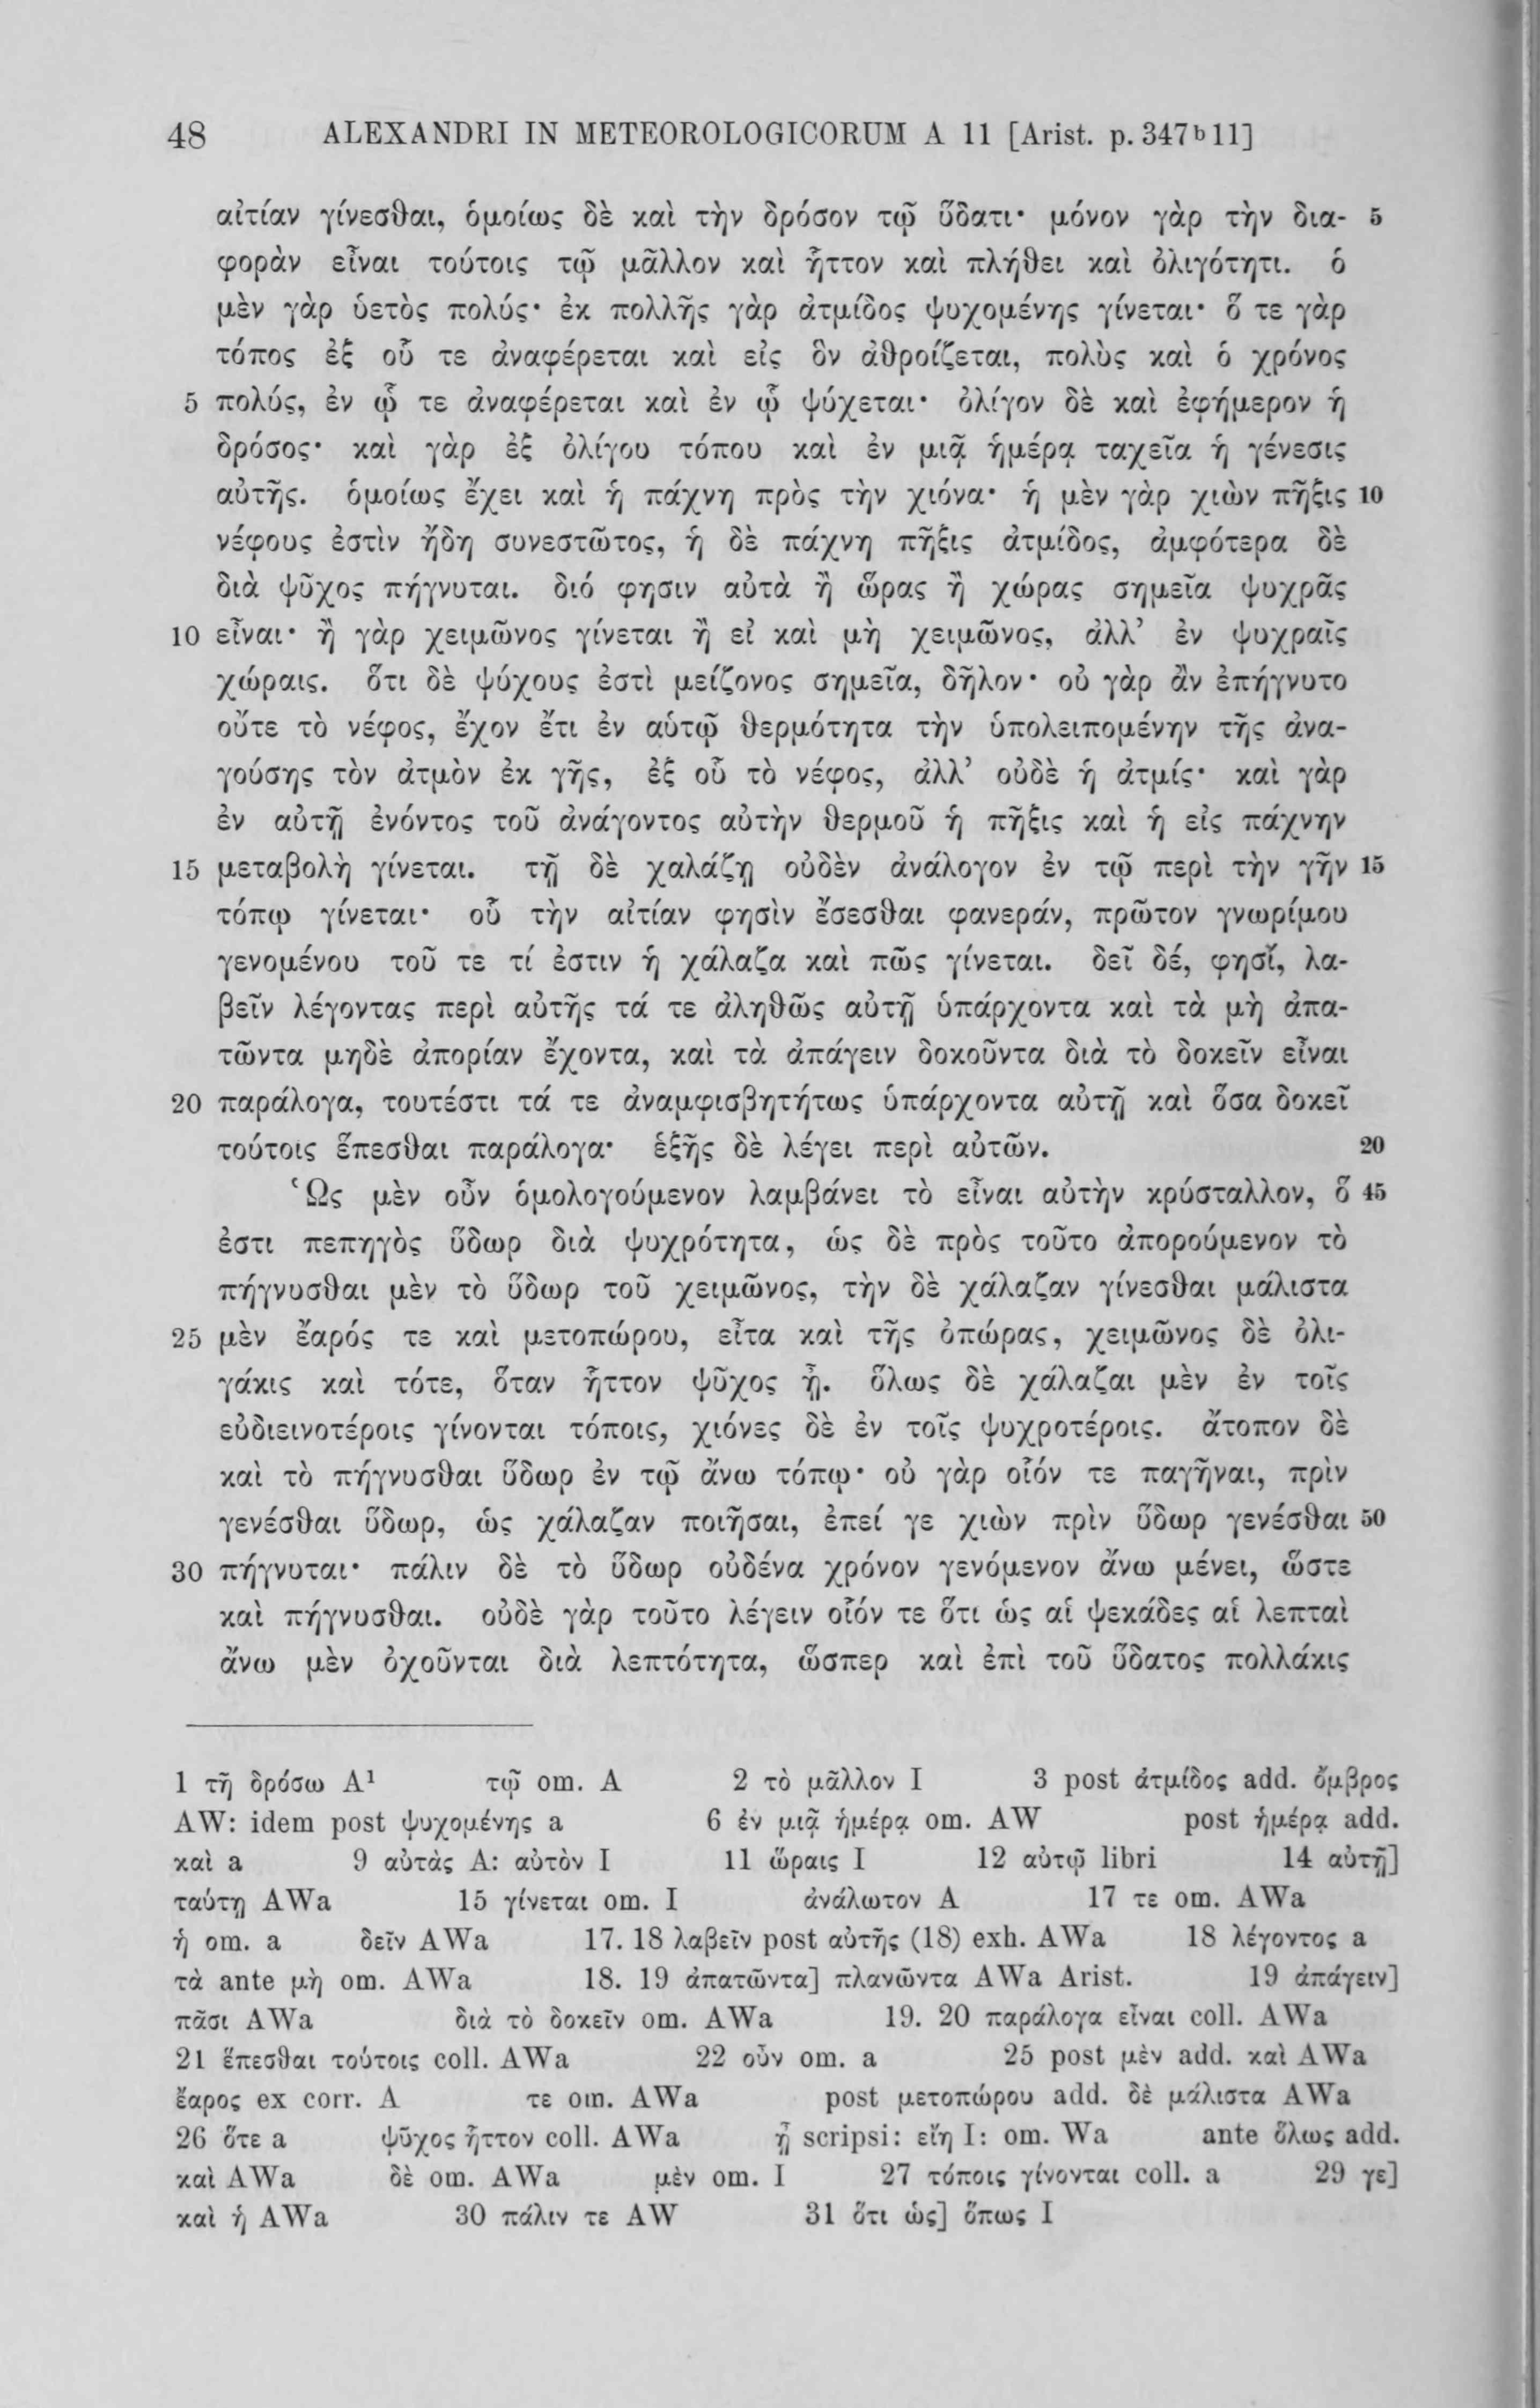 48 ALEXANDRI IN METEOROLOGICORUM A 11 [Arist. p. 347ᵇ11]
αἰτίαν γίνεσθαι, ὁμοίως δὲ καὶ τὴν δρόσον τῷ ὕδατι· μόνον γὰρ τὴν δια- 5
φορὰν εἶναι τούτοις τῷ μᾶλλον καὶ ἧττον καὶ πλήθει καὶ ὀλιγότητι. ὁ
μὲν γὰρ ὑετὸς πολύς· ἐκ πολλῆς γὰρ ἀτμίδος ψυχομένης γίνεται· ὅ τε γὰρ
τόπος ἐξ οὗ τε ἀναφέρεται καὶ εἰς ὃν ἀθροίζεται, πολὺς καὶ ὁ χρόνος
5 πολύς, ἐν ᾧ τε ἀναφέρεται καὶ ἐν ᾧ ψύχεται· ὀλίγον δὲ καὶ ἐφήμερον ἡ
δρόσος· καὶ γὰρ ἐξ ὀλίγου τόπου καὶ ἐν μιᾷ ἡμέρᾳ ταχεῖα ἡ γένεσις
αὐτῆς. ὁμοίως ἔχει καὶ ἡ πάχνη πρὸς τὴν χιόνα· ἡ μὲν γὰρ χιὼν πῆξις 10
νέφους ἐστὶν ἤδη συνεστῶτος, ἡ δὲ πάχνη πῆξις ἀτμίδος, ἀμφότερα δὲ
διὰ ψῦχος πήγνυται. διό φησιν αὐτὰ ἢ ὥρας ἢ χώρας σημεῖα ψυχρᾶς
10 εἶναι· ἢ γὰρ χειμῶνος γίνεται ἢ εἰ καὶ μὴ χειμῶνος, ἀλλ’ ἐν ψυχραῖς
χώραις. ὅτι δὲ ψύχους ἐστὶ μείζονος σημεῖα, δῆλον· οὐ γὰρ ἂν ἐπήγνυτο
οὔτε τὸ νέφος, ἔχον ἔτι ἐν αὑτῷ θερμότητα τὴν ὑπολειπομένην τῆς ἀνα-
γούσης τὸν ἀτμὸν ἐκ γῆς, ἐξ οὗ τὸ νέφος, ἀλλ’ οὐδὲ ἡ ἀτμίς· καὶ γὰρ
ἐν αὐτῇ ἐνόντος τοῦ ἀνάγοντος αὐτὴν θερμοῦ ἡ πῆξις καὶ ἡ εἰς πάχνην
15 μεταβολὴ γίνεται. τῇ δὲ χαλάζῃ οὐδὲν ἀνάλογον ἐν τῷ περὶ τὴν γῆν 15
τόπῳ γίνεται· οὗ τὴν αἰτίαν φησὶν ἔσεσθαι φανεράν, πρῶτον γνωρίμου
γενομένου τοῦ τε τί ἐστιν ἡ χάλαζα καὶ πῶς γίνεται. δεῖ δέ, φησί, λα-
βεῖν λέγοντας περὶ αὐτῆς τά τε ἀληθῶς αὐτῇ ὑπάρχοντα καὶ τὰ μὴ ἀπα-
τῶντα μηδὲ ἀπορίαν ἔχοντα, καὶ τὰ ἀπάγειν δοκοῦντα διὰ τὸ δοκεῖν εἶναι
20 παράλογα, τουτέστι τά τε ἀναμφισβητήτως ὑπάρχοντα αὐτῇ καὶ ὅσα δοκεῖ
τούτοις ἕπεσθαι παράλογα· ἑξῆς δὲ λέγει περὶ αὐτῶν. 20
Ὡς μὲν οὖν ὁμολογούμενον λαμβάνει τὸ εἶναι αὐτὴν κρύσταλλον, ὅ 45
ἐστι πεπηγὸς ὕδωρ διὰ ψυχρότητα, ὡς δὲ πρὸς τοῦτο ἀπορούμενον τὸ
πήγνυσθαι μὲν τὸ ὕδωρ τοῦ χειμῶνος, τὴν δὲ χάλαζαν γίνεσθαι μάλιστα
25 μὲν ἔαρός τε καὶ μετοπώρου, εἶτα καὶ τῆς ὀπώρας, χειμῶνος δὲ ὀλι-
γάκις καὶ τότε, ὅταν ἧττον ψῦχος ᾖ. ὅλως δὲ χάλαζαι μὲν ἐν τοῖς
εὐδιεινοτέροις γίνονται τόποις, χιόνες δὲ ἐν τοῖς ψυχροτέροις. ἄτοπον δὲ
καὶ τὸ πήγνυσθαι ὕδωρ ἐν τῷ ἄνω τόπῳ· οὐ γὰρ οἷόν τε παγῆναι, πρὶν
γενέσθαι ὕδωρ, ὡς χάλαζαν ποιῆσαι, ἐπεί γε χιὼν πρὶν ὕδωρ γενέσθαι 50
30 πήγνυται· πάλιν δὲ τὸ ὕδωρ οὐδένα χρόνον γενόμενον ἄνω μένει, ὥστε
καὶ πήγνυσθαι. οὐδὲ γὰρ τοῦτο λέγειν οἷόν τε ὅτι ὡς αἱ ψεκάδες αἱ λεπταὶ
ἄνω μὲν ὀχοῦνται διὰ λεπτότητα, ὥσπερ καὶ ἐπὶ τοῦ ὕδατος πολλάκις
1 τῇ δρόσω A¹ τῷ om. A 2 τὸ μᾶλλον I 3 post ἀτμίδος add. ὄμβρος
AW: idem post ψυχομένης a 6 ἐν μιᾷ ἡμέρᾳ om. AW post ἡμέρᾳ add.
καὶ a 9 αὐτὰς A: αὐτὸν I 11 ὥραις I 12 αὐτῷ libri 14 αὐτῇ]
ταύτῃ AWa 15 γίνεται om. I ἀνάλωτον A 17 τε om. AWa
ἡ om. a δεῖν AWa 17. 18 λαβεῖν post αὐτῆς (18) exh. AWa 18 λέγοντος a
τὰ ante μὴ om. AWa 18. 19 ἀπατῶντα] πλανῶντα AWa Arist. 19 ἀπάγειν]
πᾶσι AWa διὰ τὸ δοκεῖν om. AWa 19. 20 παράλογα εἶναι coll. AWa
21 ἕπεσθαι τούτοις coll. AWa 22 οὖν om. a 25 post μὲν add. καὶ AWa
ἔαρος ex corr. A τε om. AWa post μετοπώρου add. δὲ μάλιστα AWa
26 ὅτε a ψῦχος ἧττον coll. AWa ᾖ scripsi: εἴη I: om. Wa ante ὅλως add.
καὶ AWa δὲ om. AWa μὲν om. I 27 τόποις γίνονται coll. a 29 γε]
καὶ ἡ AWa 30 πάλιν τε AW 31 ὅτι ὡς] ὅπως I